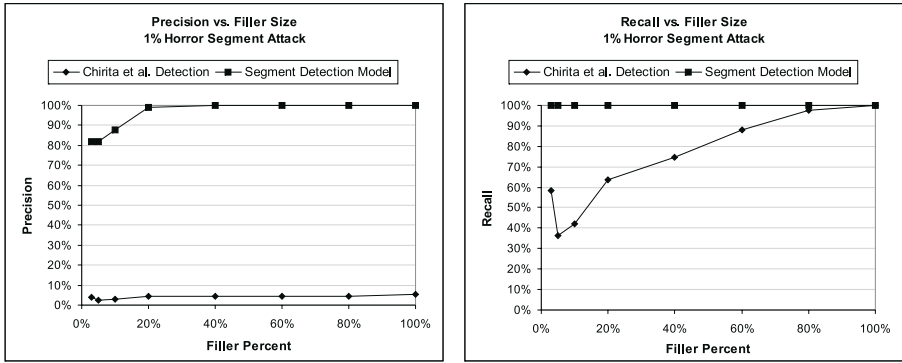 Precision vs. Filler Size
1% Horror Segment Attack
Chirita et al. Detection
Segment Detection Model
100%
90%
80%
70%
60%
50%
40%
30%
20%
10%
0%
Precision
0% 20% 40% 60% 80% 100%
Filler Percent
Recall vs. Filler Size
1% Horror Segment Attack
Chirita et al. Detection
Segment Detection Model
100%
90%
80%
70%
60%
50%
40%
30%
20%
10%
0%
Recall
0% 20% 40% 60% 80% 100%
Filler Percent